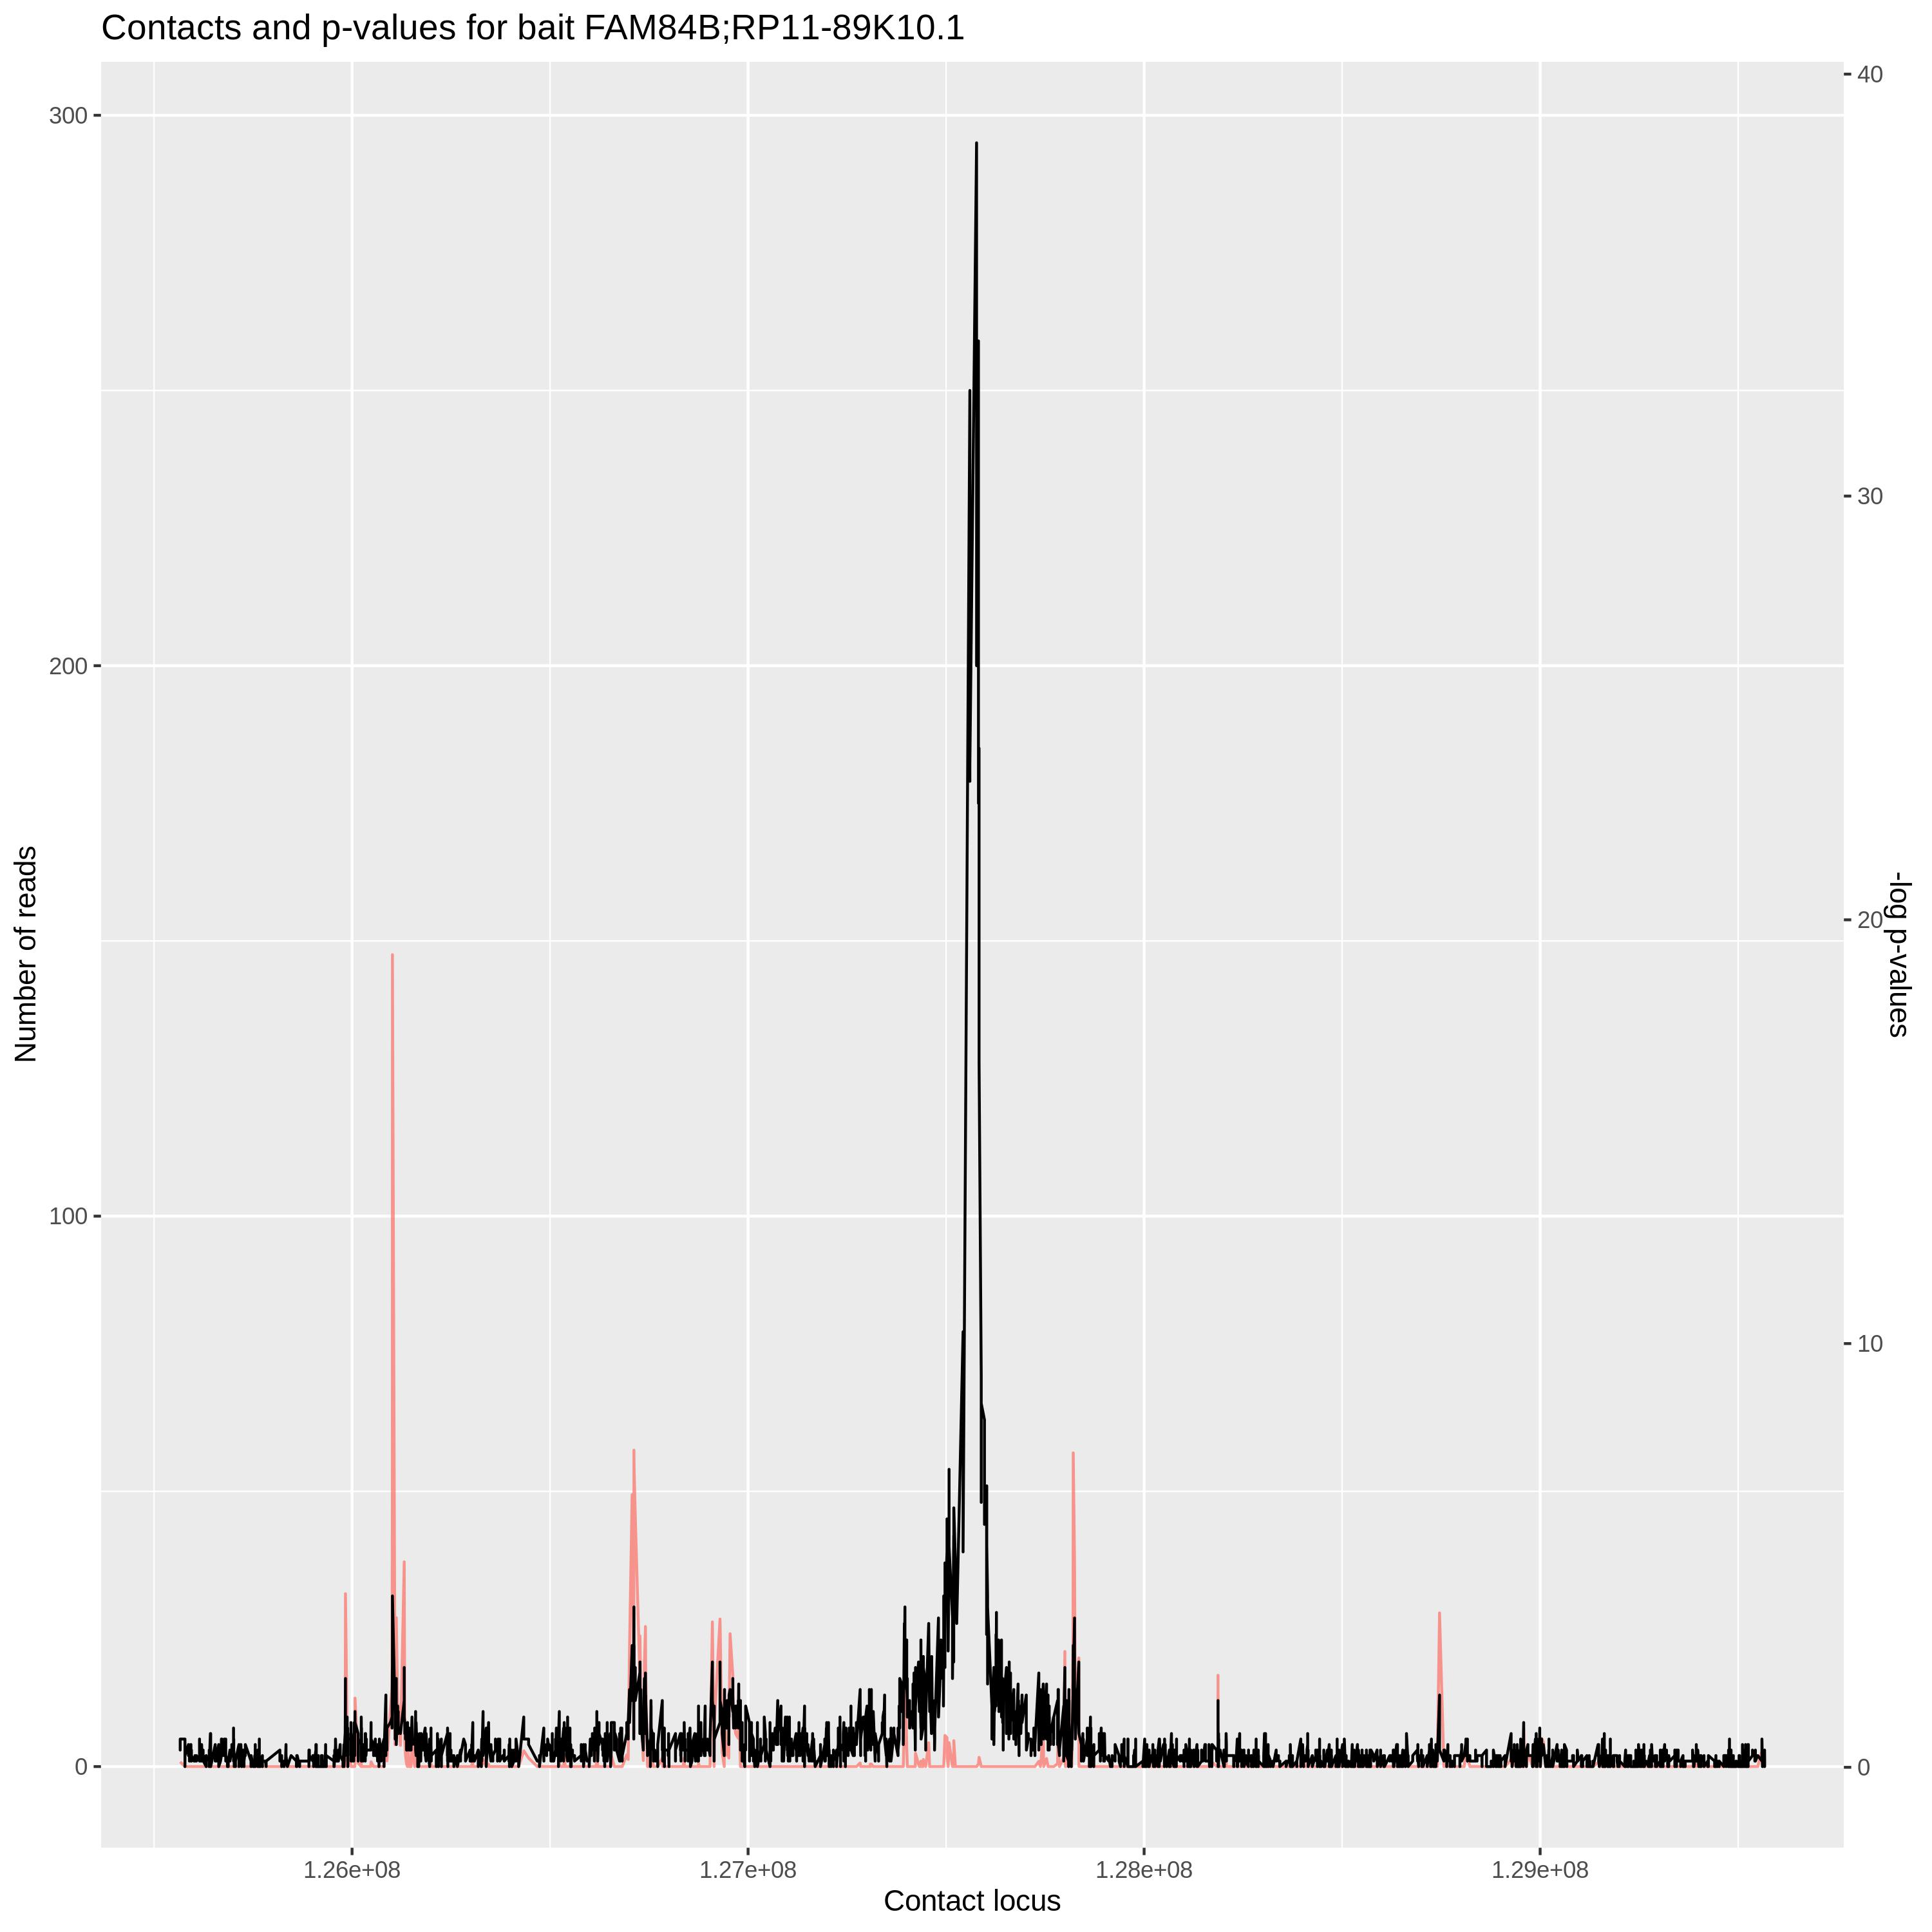 Contacts and p-values for bait FAM84B;RP11-89K10.1
300
200
100
0
40
30
20
10
0
Number of reads
-log p-values
1.26e+08
1.27e+08
1.28e+08
1.29e+08
Contact locus